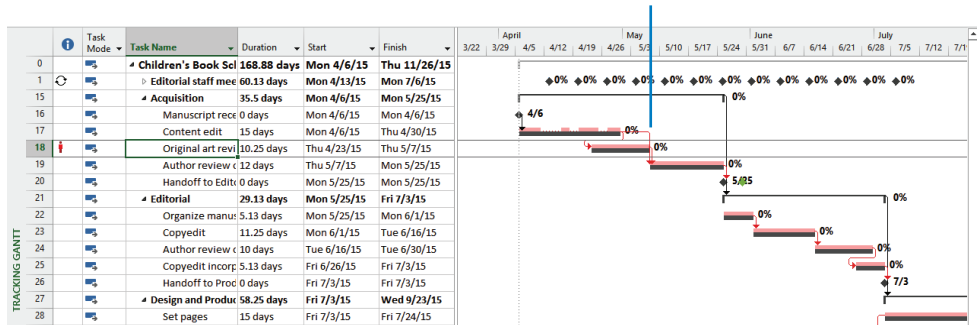 Task Mode Task Name Duration Start Finish
April May June July
3/22 3/29 4/5 4/12 4/19 4/26 5/3 5/10 5/17 5/24 5/31 6/7 6/14 6/21 6/28 7/5 7/12 7/1
0 Children's Book Scl 168.88 days Mon 4/6/15 Thu 11/26/15
1 Editorial staff mee 60.13 days Mon 4/13/15 Mon 7/6/15 0% 0% 0% 0% 0% 0% 0% 0% 0% 0% 0% 0%
15 Acquisition 35.5 days Mon 4/6/15 Mon 5/25/15 0%
16 Manuscript rece 0 days Mon 4/6/15 Mon 4/6/15 4/6
17 Content edit 15 days Mon 4/6/15 Thu 4/30/15 0%
18 Original art revi 10.25 days Thu 4/23/15 Thu 5/7/15 0%
19 Author review c 12 days Thu 5/7/15 Mon 5/25/15 0%
20 Handoff to Edito 0 days Mon 5/25/15 Mon 5/25/15 5/25
21 Editorial 29.13 days Mon 5/25/15 Fri 7/3/15 0%
22 Organize manus 5.13 days Mon 5/25/15 Mon 6/1/15 0%
23 Copyedit 11.25 days Mon 6/1/15 Tue 6/16/15 0%
24 Author review c 10 days Tue 6/16/15 Tue 6/30/15 0%
25 Copyedit incorp 5.13 days Fri 6/26/15 Fri 7/3/15 0%
26 Handoff to Prod 0 days Fri 7/3/15 Fri 7/3/15 7/3
27 Design and Produc 58.25 days Fri 7/3/15 Wed 9/23/15
28 Set pages 15 days Fri 7/3/15 Fri 7/24/15
TRACKING GANTT